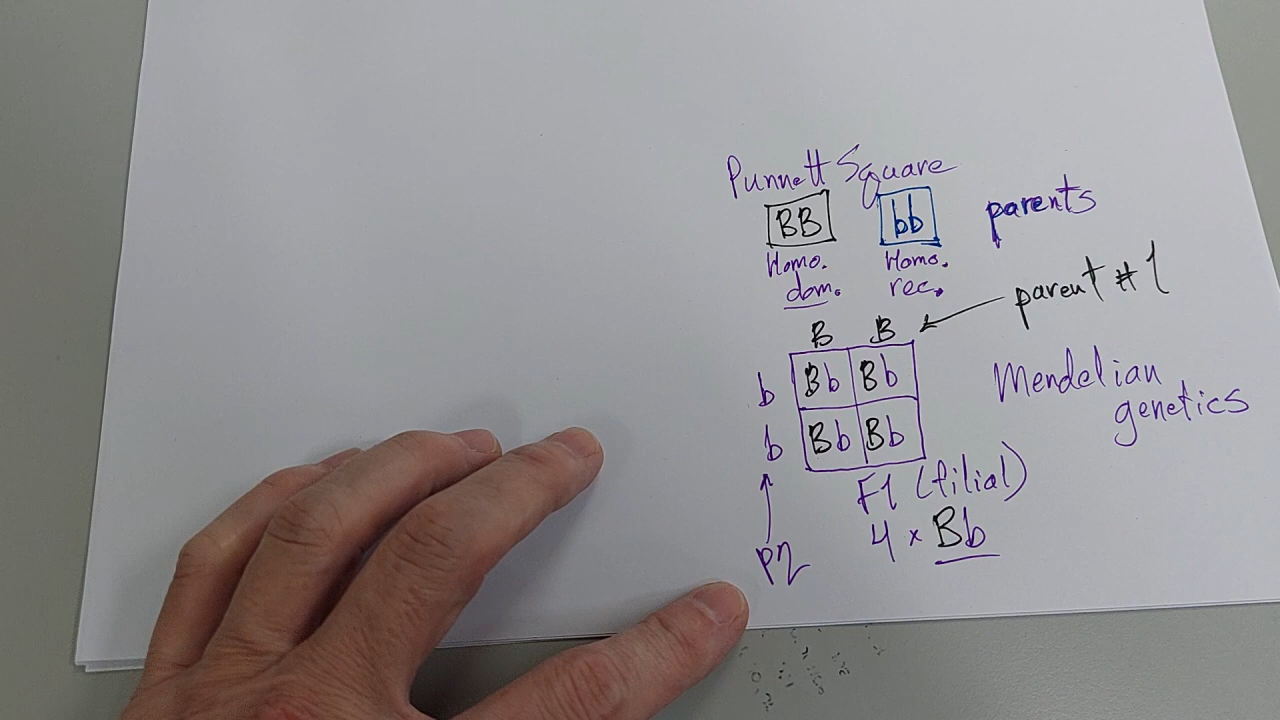 Punnett Square
BB bb parents
Homo. Homo.
dom. rec.
parent #1
B B
b Bb Bb
b Bb Bb
Mendelian
genetics
F1 (filial)
4 × Bb
P2